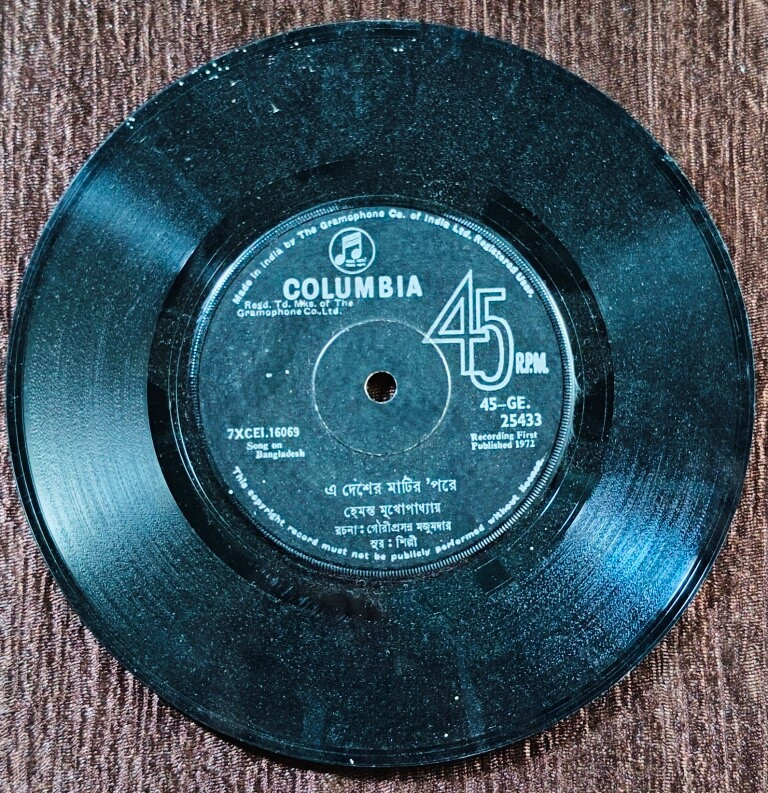 Made in India by The Gramophone Co. of India Ltd. Registered User.
COLUMBIA
Regd. Td. Mks. of The
Gramophone Co., Ltd.
45
R.P.M.
45-GE.
25433
Recording First
Published 1972
7XCEI.16069
Song on
Bangladesh
এ দেশের মাটির 'পরে
হেমন্ত মুখোপাধ্যায়
রচনা : গৌরীপ্রসন্ন মজুমদার
সুর : শিল্পী
This copyright record must not be publicly performed without licence.